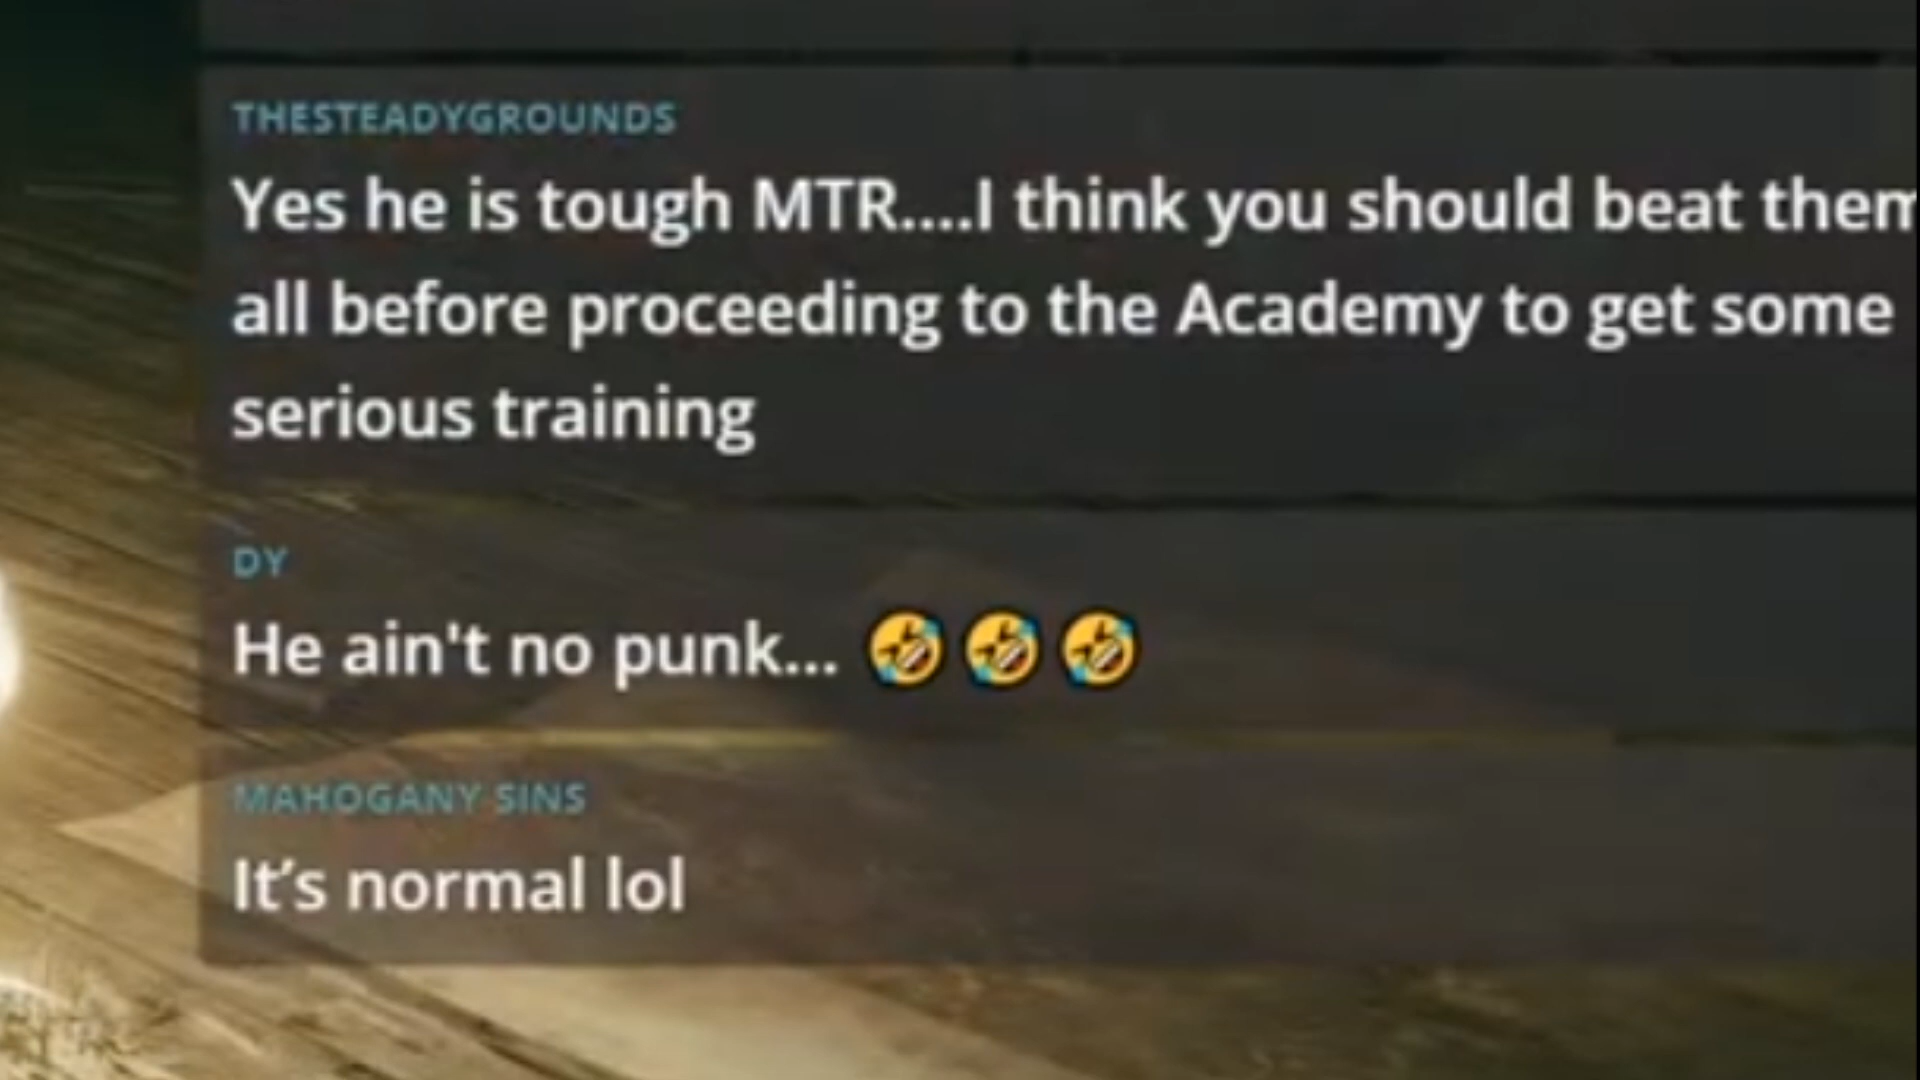 THESTEADYGROUNDS
Yes he is tough MTR....I think you should beat them
all before proceeding to the Academy to get some
serious training
DY
He ain't no punk... 🤣🤣🤣
MAHOGANY SINS
It’s normal lol